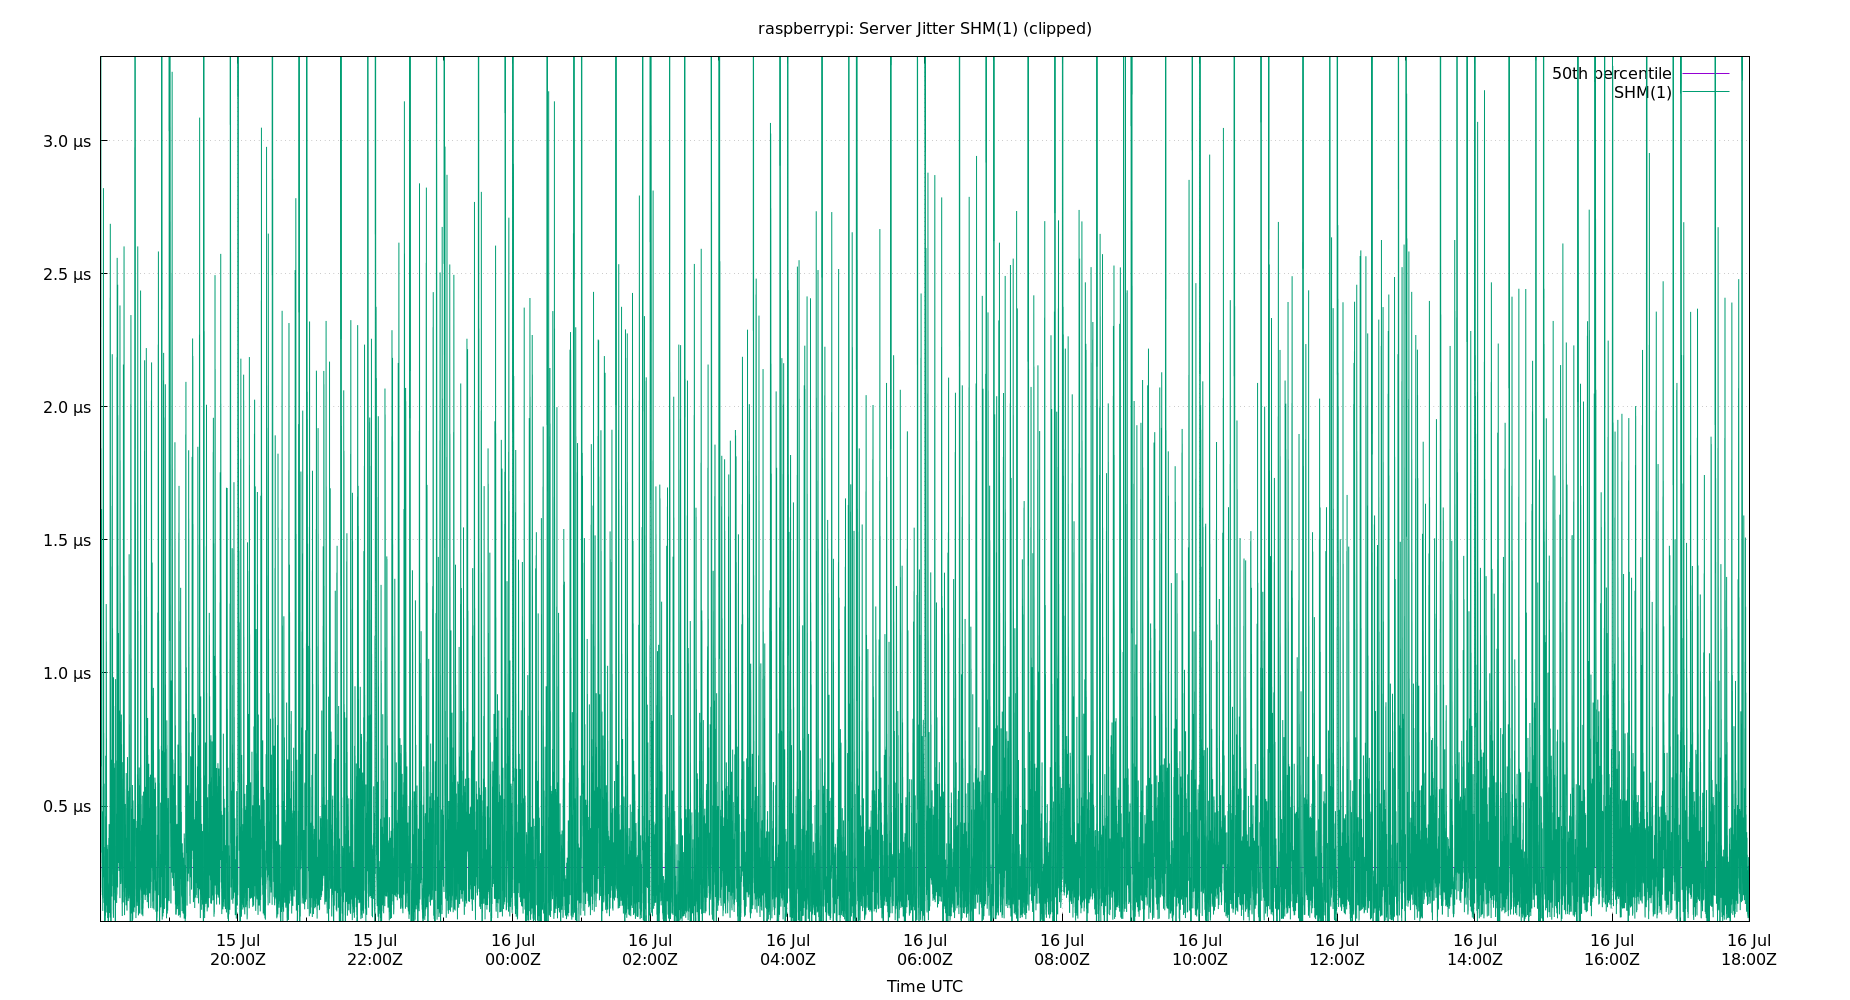 raspberrypi: Server Jitter SHM(1) (clipped)
50th percentile
SHM(1)
3.0 µs
2.5 µs
2.0 µs
1.5 µs
1.0 µs
0.5 µs
15 Jul 15 Jul 16 Jul 16 Jul 16 Jul 16 Jul 16 Jul 16 Jul 16 Jul 16 Jul 16 Jul 16 Jul
20:00Z 22:00Z 00:00Z 02:00Z 04:00Z 06:00Z 08:00Z 10:00Z 12:00Z 14:00Z 16:00Z 18:00Z
Time UTC